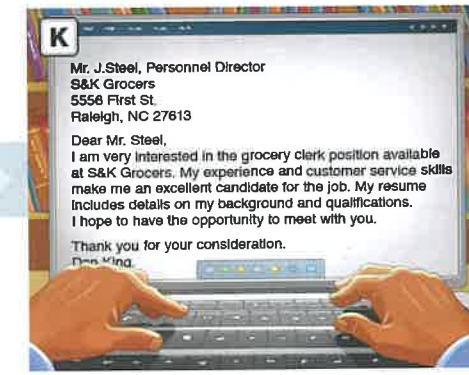 K
Mr. J.Steel, Personnel Director
S&K Grocers
5556 First St.
Raleigh, NC 27613
Dear Mr. Steel,
I am very interested in the grocery clerk position available
at S&K Grocers. My experience and customer service skills
make me an excellent candidate for the job. My resume
includes details on my background and qualifications.
I hope to have the opportunity to meet with you.
Thank you for your consideration.
Dan King